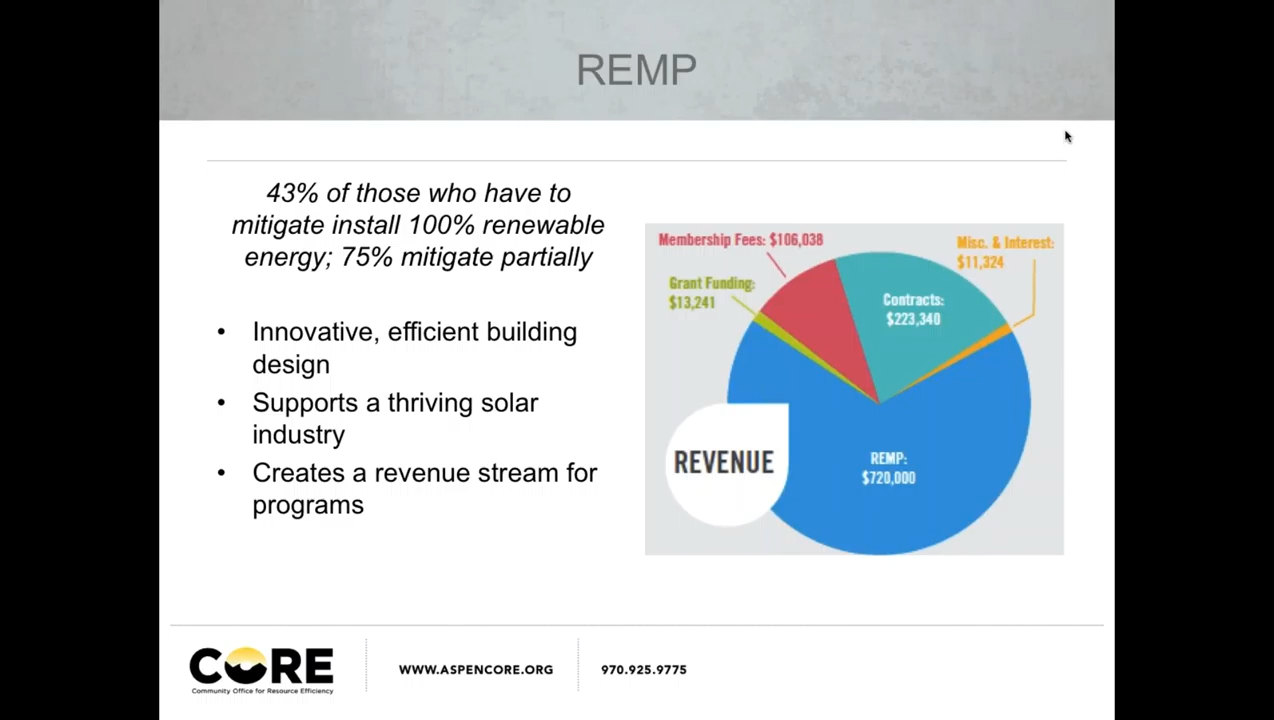 REMP
43% of those who have to
mitigate install 100% renewable
energy; 75% mitigate partially
• Innovative, efficient building
design
• Supports a thriving solar
industry
• Creates a revenue stream for
programs
Membership Fees: $106,038
Misc. & Interest:
$11,324
Grant Funding:
$13,241
Contracts:
$223,340
REVENUE
REMP:
$720,000
CORE
Community Office for Resource Efficiency
WWW.ASPENCORE.ORG
970.925.9775